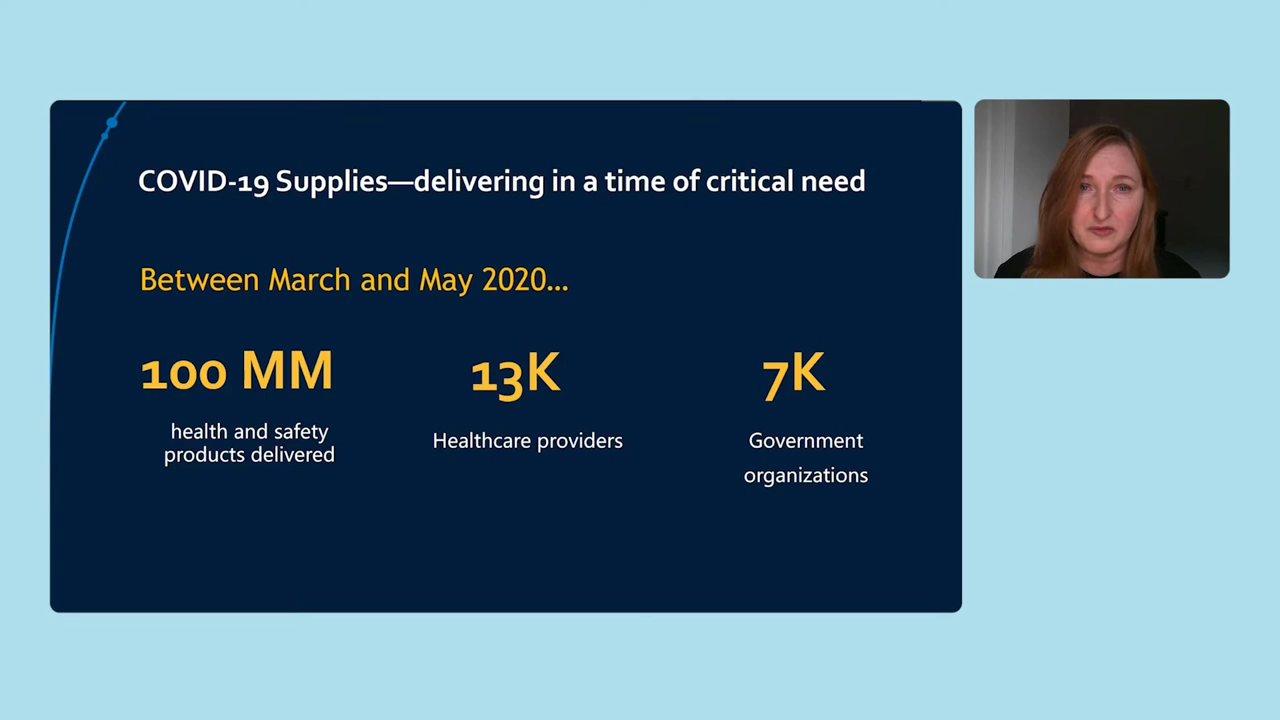 COVID-19 Supplies—delivering in a time of critical need
Between March and May 2020...
100 MM
health and safety
products delivered
13K
Healthcare providers
7K
Government
organizations